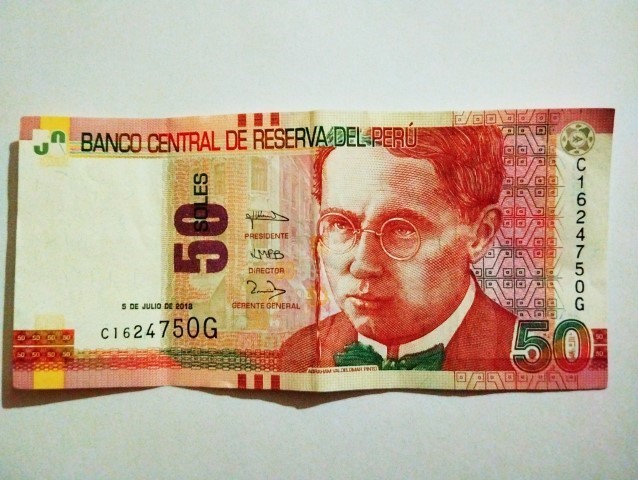 BANCO CENTRAL DE RESERVA DEL PERÚ
50 SOLES
PRESIDENTE
DIRECTOR
GERENTE GENERAL
5 DE JULIO DE 2018
C1624750G
ABRAHAM VALDELOMAR PINTO
C1624750G
50
50 50 50 50
50 50 50 50